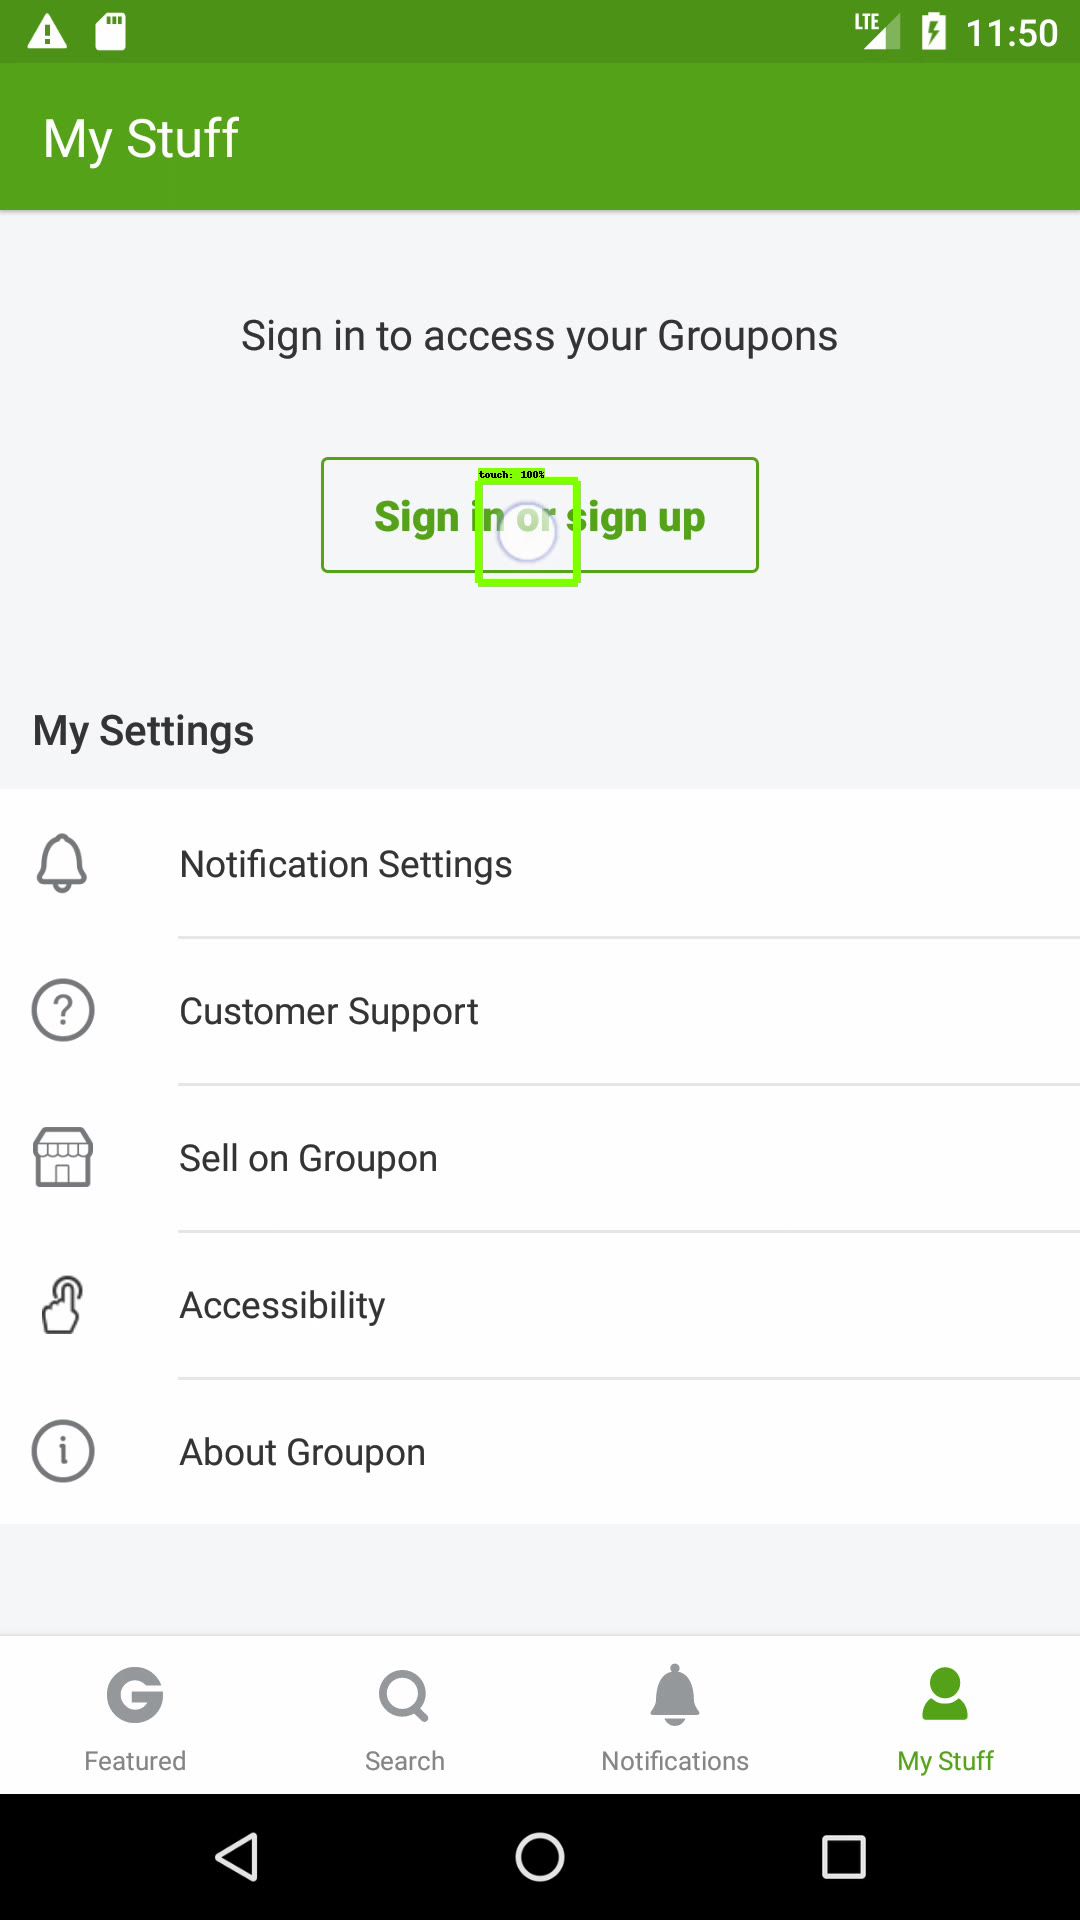 LTE 11:50
My Stuff
Sign in to access your Groupons
touch: 100%
Sign in or sign up
My Settings
Notification Settings
Customer Support
Sell on Groupon
Accessibility
About Groupon
Featured Search Notifications My Stuff